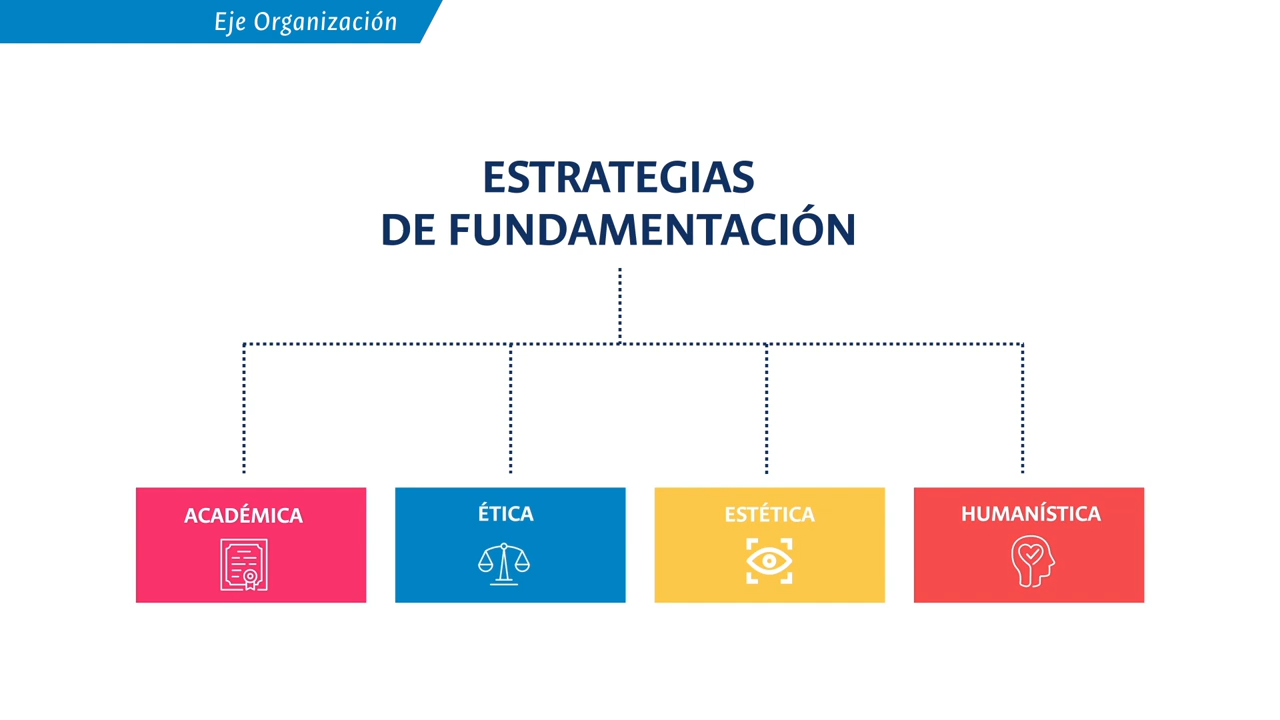 Eje Organización
ESTRATEGIAS
DE FUNDAMENTACIÓN
ACADÉMICA
ÉTICA
ESTÉTICA
HUMANÍSTICA